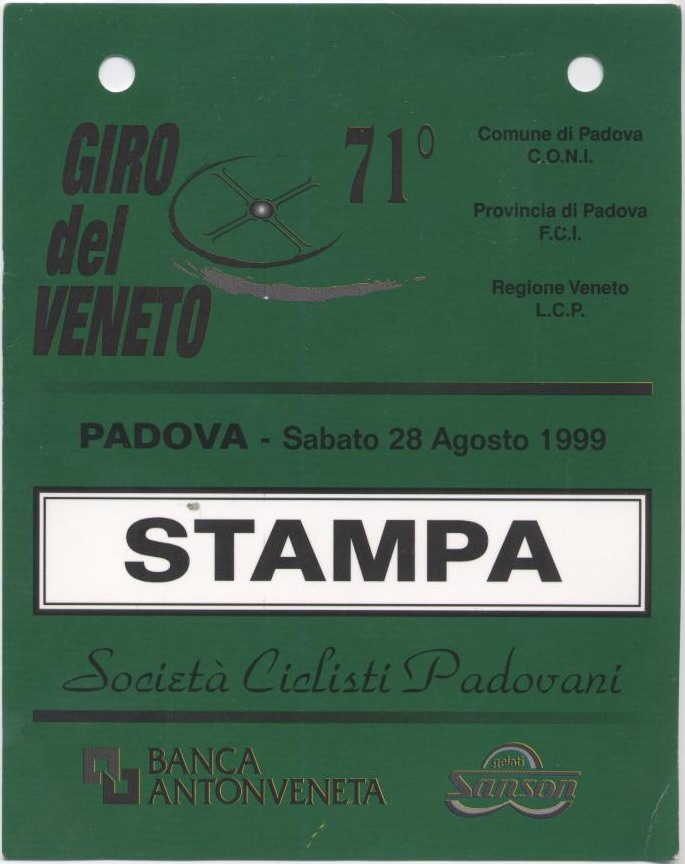 GIRO
del
VENETO
71°
Comune di Padova
C.O.N.I.
Provincia di Padova
F.C.I.
Regione Veneto
L.C.P.
PADOVA - Sabato 28 Agosto 1999
STAMPA
Società Ciclisti Padovani
BANCA
ANTONVENETA
gelati
Sanson